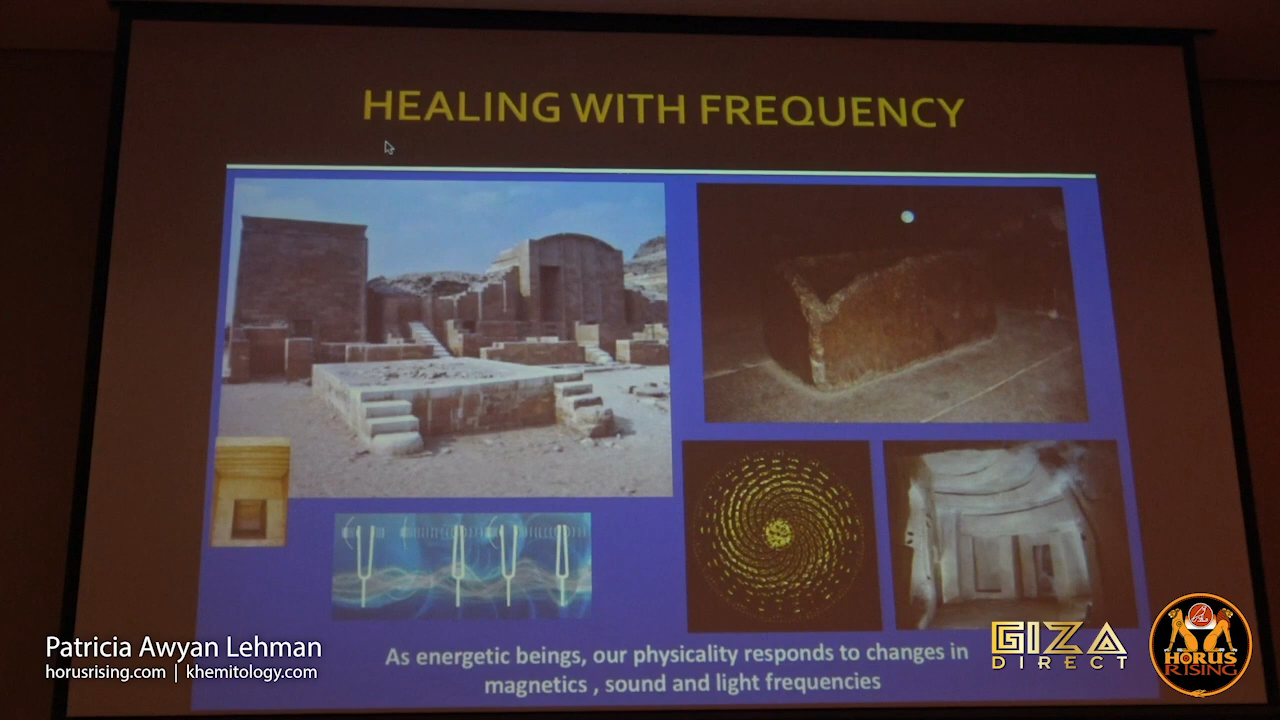 HEALING WITH FREQUENCY
As energetic beings, our physicality responds to changes in
magnetics , sound and light frequencies
Patricia Awyan Lehman
horusrising.com | khemitology.com
GIZA
DIRECT
HORUS
RISING